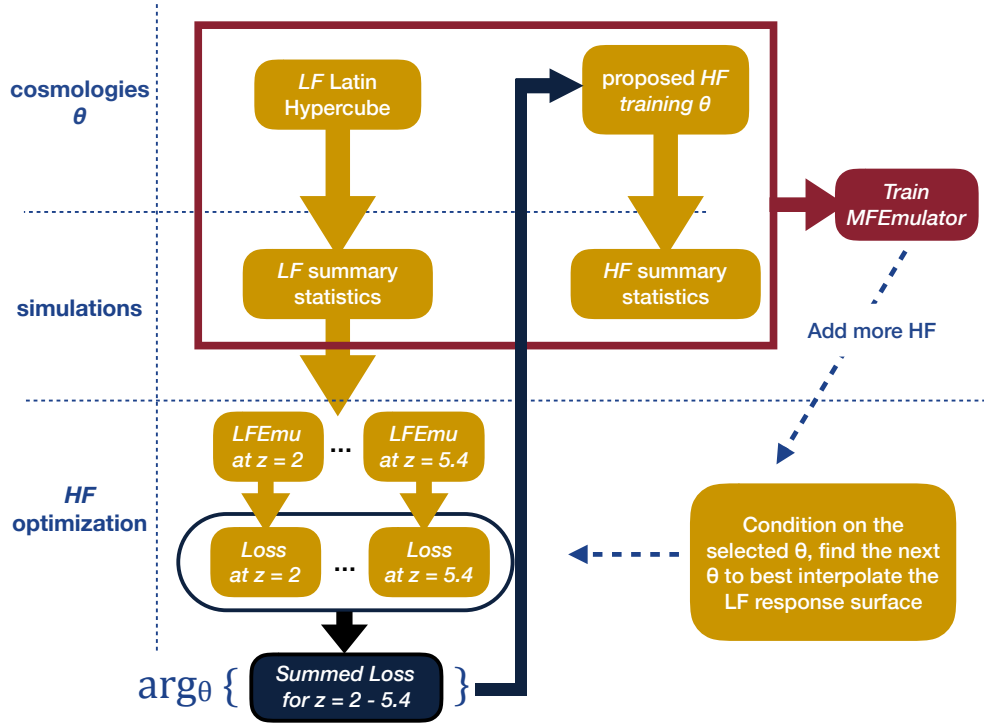 cosmologies
θ
LF Latin
Hypercube
proposed HF
training θ
Train
MFEmulator
simulations
LF summary
statistics
HF summary
statistics
Add more HF
HF
optimization
LFEmu
at z = 2
...
LFEmu
at z = 5.4
Loss
at z = 2
...
Loss
at z = 5.4
Condition on the
selected θ, find the next
θ to best interpolate the
LF response surface
argθ { Summed Loss
for z = 2 - 5.4 }